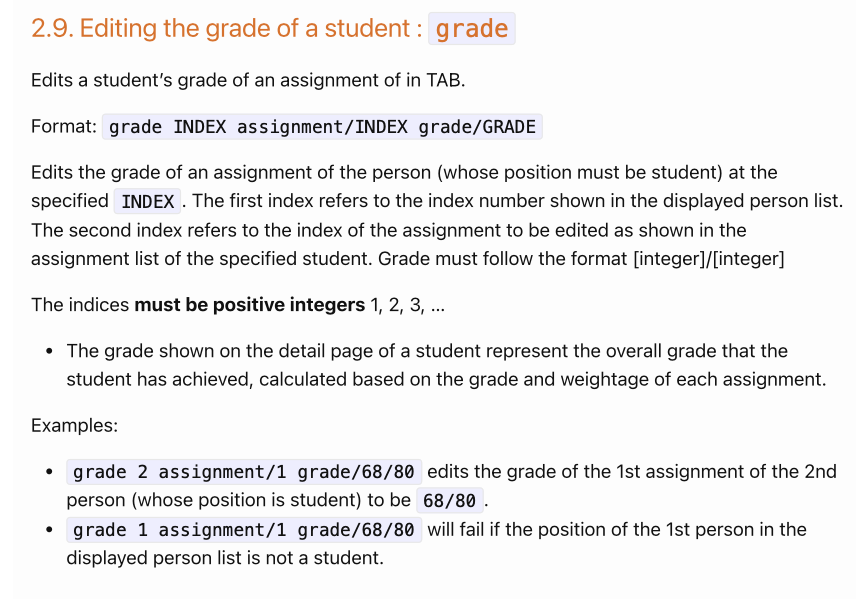 2.9. Editing the grade of a student : grade
Edits a student’s grade of an assignment of in TAB.
Format: grade INDEX assignment/INDEX grade/GRADE
Edits the grade of an assignment of the person (whose position must be student) at the
specified INDEX . The first index refers to the index number shown in the displayed person list.
The second index refers to the index of the assignment to be edited as shown in the
assignment list of the specified student. Grade must follow the format [integer]/[integer]
The indices must be positive integers 1, 2, 3, …
• The grade shown on the detail page of a student represent the overall grade that the
student has achieved, calculated based on the grade and weightage of each assignment.
Examples:
• grade 2 assignment/1 grade/68/80 edits the grade of the 1st assignment of the 2nd
person (whose position is student) to be 68/80 .
• grade 1 assignment/1 grade/68/80 will fail if the position of the 1st person in the
displayed person list is not a student.